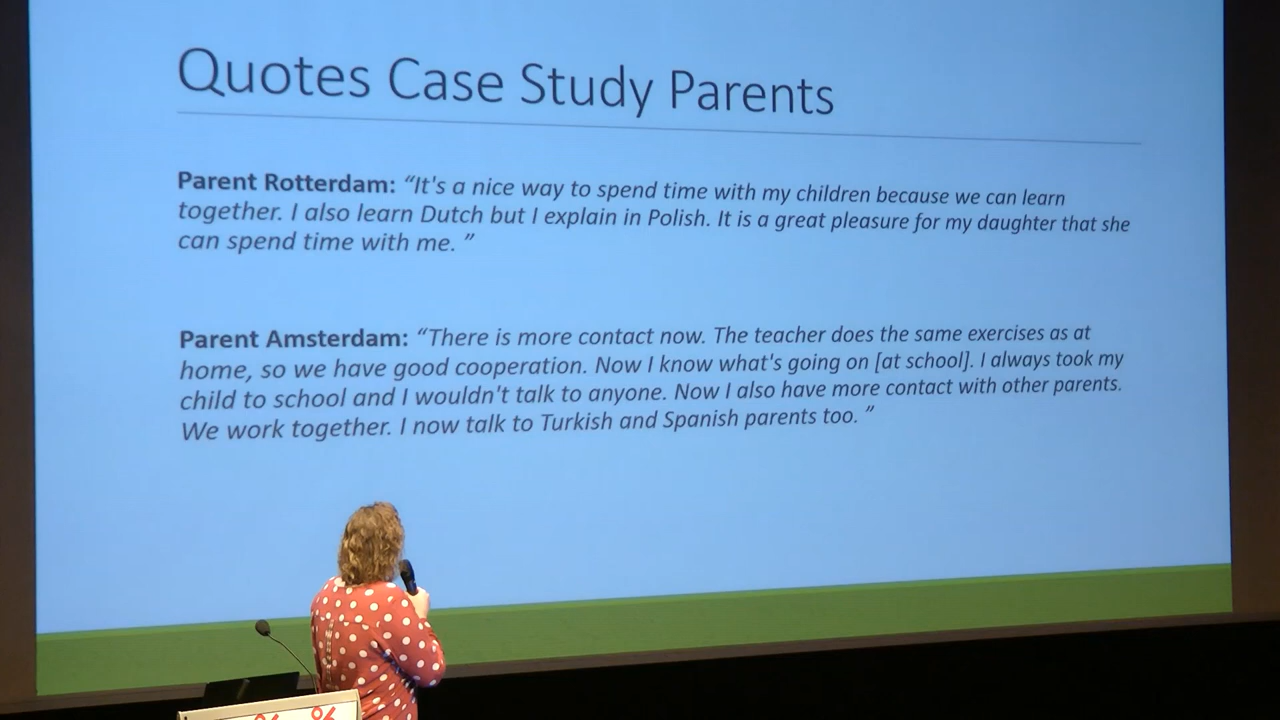 Quotes Case Study Parents
Parent Rotterdam: “It's a nice way to spend time with my children because we can learn
together. I also learn Dutch but I explain in Polish. It is a great pleasure for my daughter that she
can spend time with me. ”
Parent Amsterdam: “There is more contact now. The teacher does the same exercises as at
home, so we have good cooperation. Now I know what's going on [at school]. I always took my
child to school and I wouldn't talk to anyone. Now I also have more contact with other parents.
We work together. I now talk to Turkish and Spanish parents too. ”